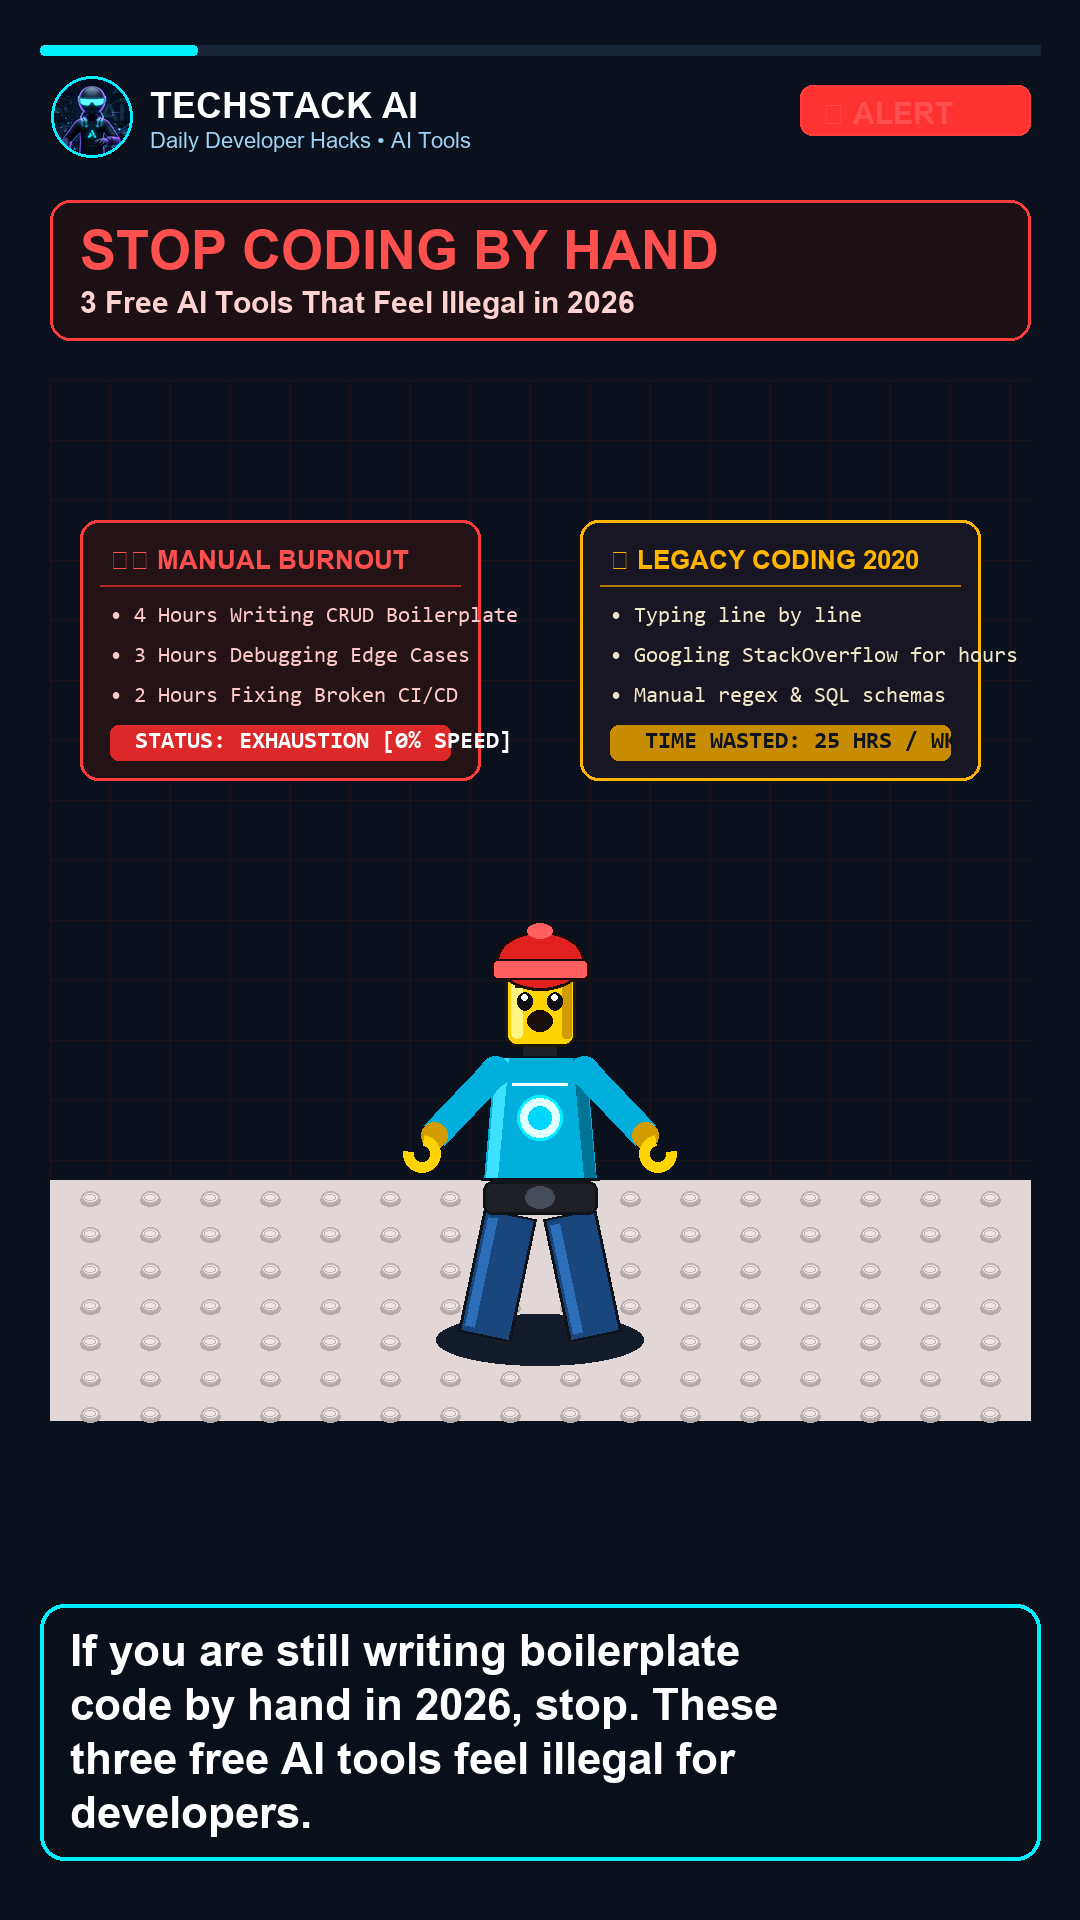 TECHSTACK AI
Daily Developer Hacks • AI Tools
ALERT
STOP CODING BY HAND
3 Free AI Tools That Feel Illegal in 2026
MANUAL BURNOUT
• 4 Hours Writing CRUD Boilerplate
• 3 Hours Debugging Edge Cases
• 2 Hours Fixing Broken CI/CD
STATUS: EXHAUSTION [0% SPEED]
LEGACY CODING 2020
• Typing line by line
• Googling StackOverflow for hours
• Manual regex & SQL schemas
TIME WASTED: 25 HRS / WK
If you are still writing boilerplate
code by hand in 2026, stop. These
three free AI tools feel illegal for
developers.